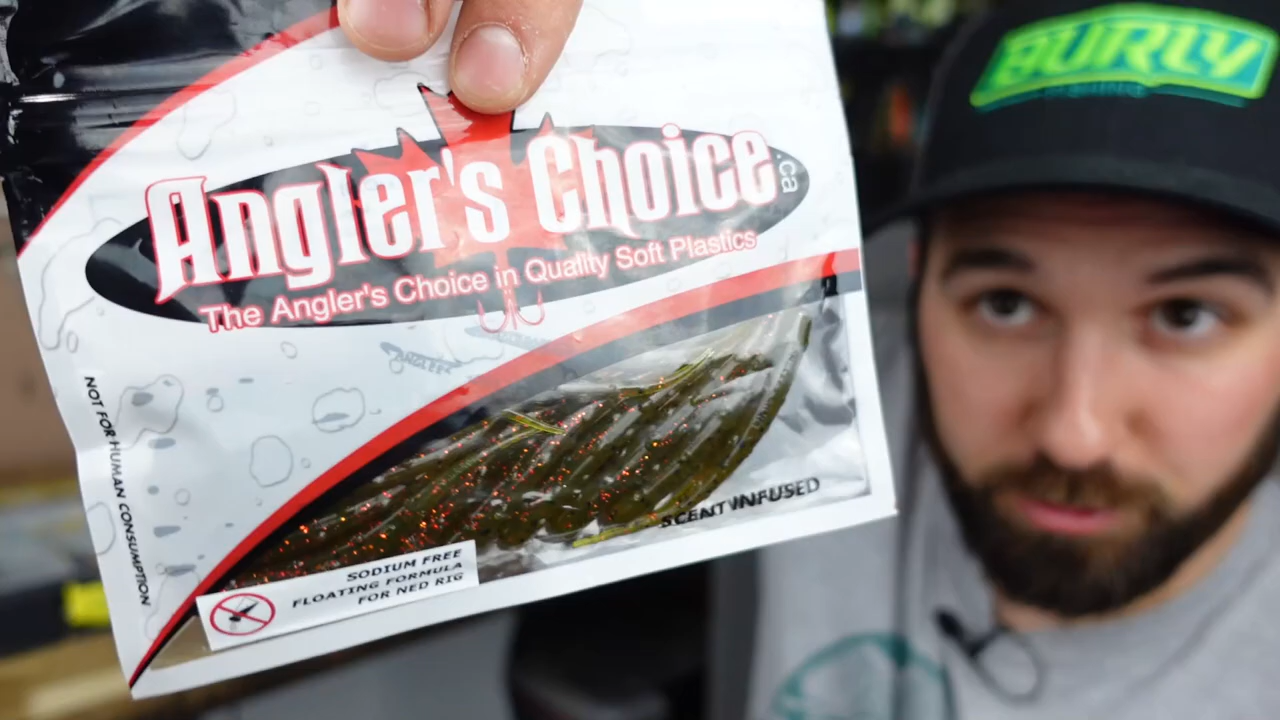 BURLY
FISHING
Angler's Choice
.ca
The Angler's Choice in Quality Soft Plastics
NOT FOR HUMAN CONSUMPTION
SCENT INFUSED
SODIUM FREE
FLOATING FORMULA
FOR NED RIG